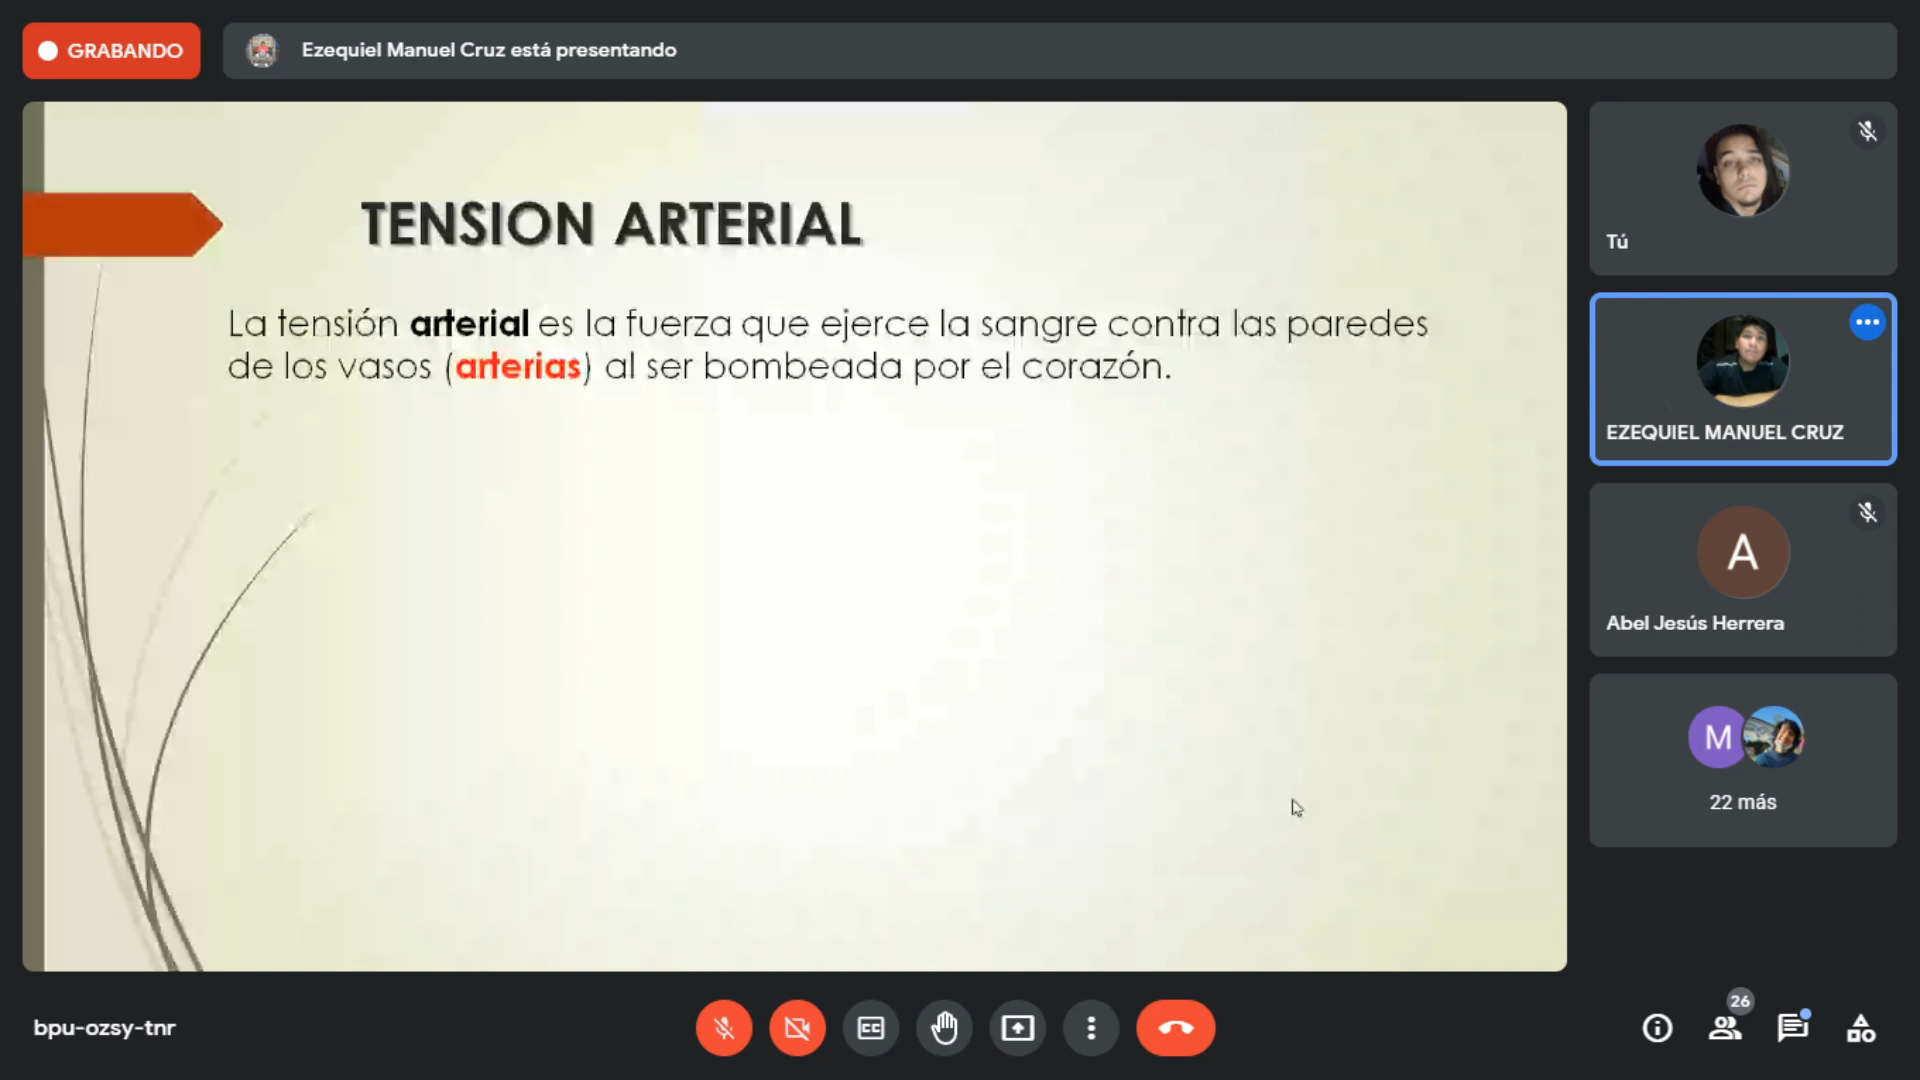 GRABANDO
Ezequiel Manuel Cruz está presentando
TENSION ARTERIAL
La tensión arterial es la fuerza que ejerce la sangre contra las paredes
de los vasos (arterias) al ser bombeada por el corazón.
Tú
EZEQUIEL MANUEL CRUZ
A
Abel Jesús Herrera
M
22 más
bpu-ozsy-tnr
CC
26